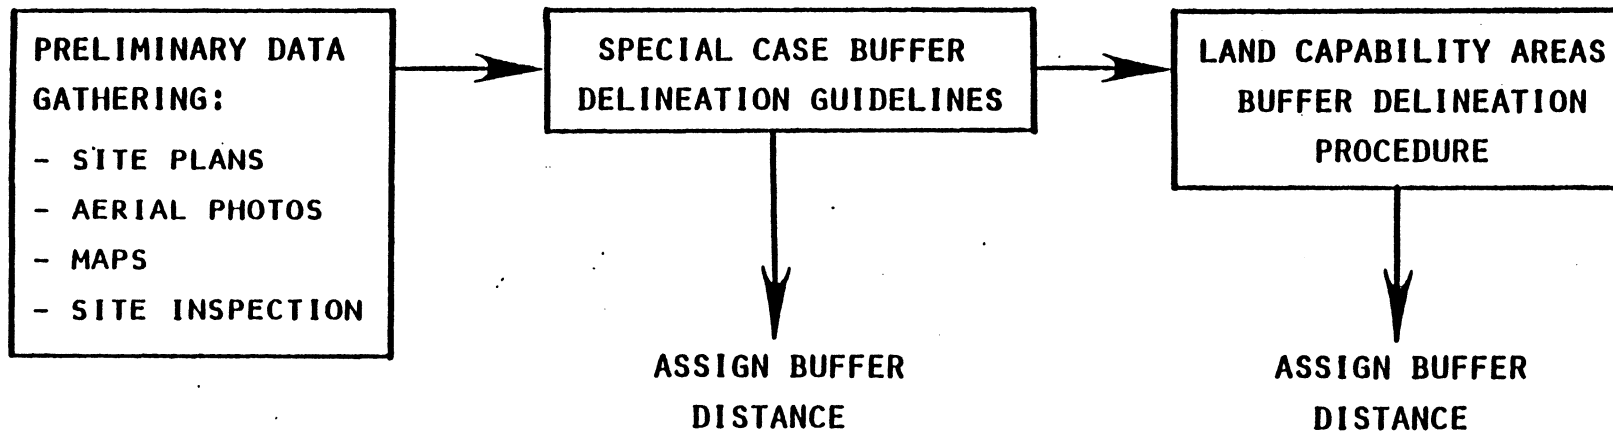 PRELIMINARY DATA
GATHERING:
- SITE PLANS
- AERIAL PHOTOS
- MAPS
- SITE INSPECTION
SPECIAL CASE BUFFER
DELINEATION GUIDELINES
ASSIGN BUFFER
DISTANCE
LAND CAPABILITY AREAS
BUFFER DELINEATION
PROCEDURE
ASSIGN BUFFER
DISTANCE